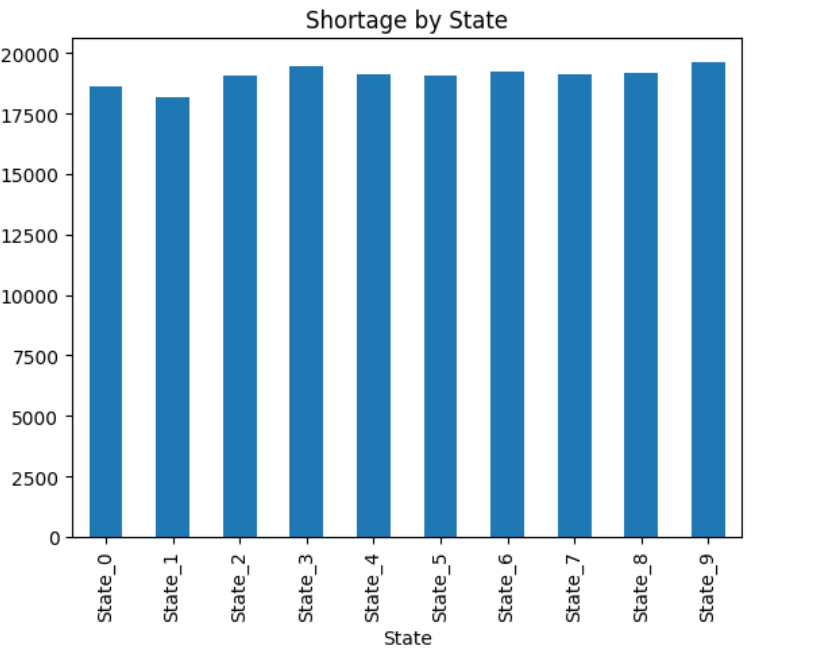 Shortage by State
20000
17500
15000
12500
10000
7500
5000
2500
0
State_0
State_1
State_2
State_3
State_4
State_5
State_6
State_7
State_8
State_9
State